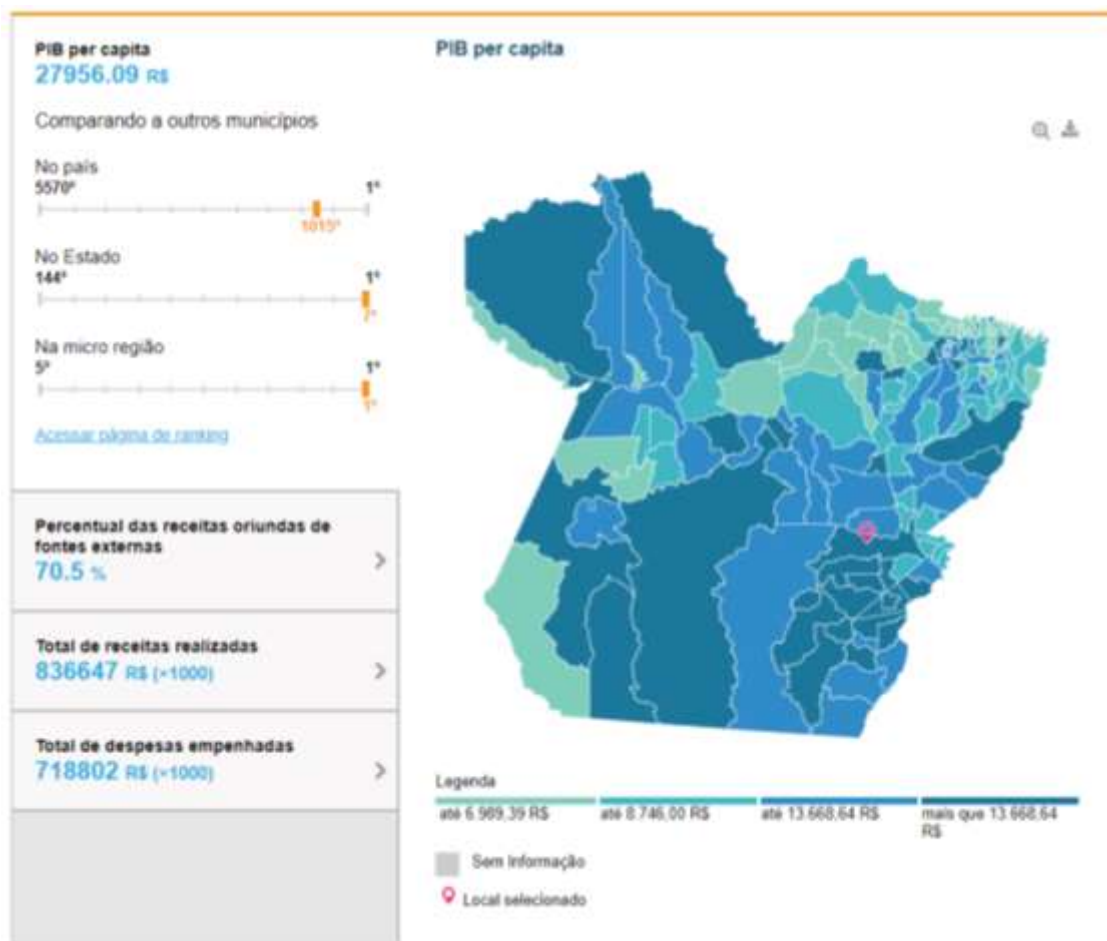 PIB per capita
27956.09 R$
Comparando a outros municípios
No país
5570º 1º
1015º
No Estado
144º 1º
7º
Na micro região
5º 1º
1º
Acessar página de ranking
Percentual das receitas oriundas de
fontes externas
70.5 %
Total de receitas realizadas
836647 R$ (×1000)
Total de despesas empenhadas
718802 R$ (×1000)
PIB per capita
Legenda
até 6.989,39 R$ até 8.746,00 R$ até 13.668,64 R$ mais que 13.668,64
R$
Sem Informação
Local selecionado